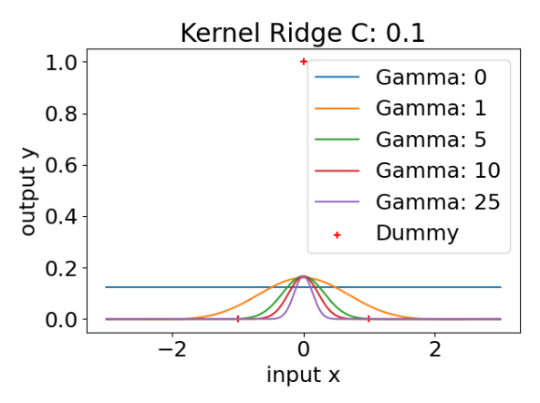 Kernel Ridge C: 0.1
1.0
0.8
0.6
0.4
0.2
0.0
output y
Gamma: 0
Gamma: 1
Gamma: 5
Gamma: 10
Gamma: 25
Dummy
−2 0 2
input x